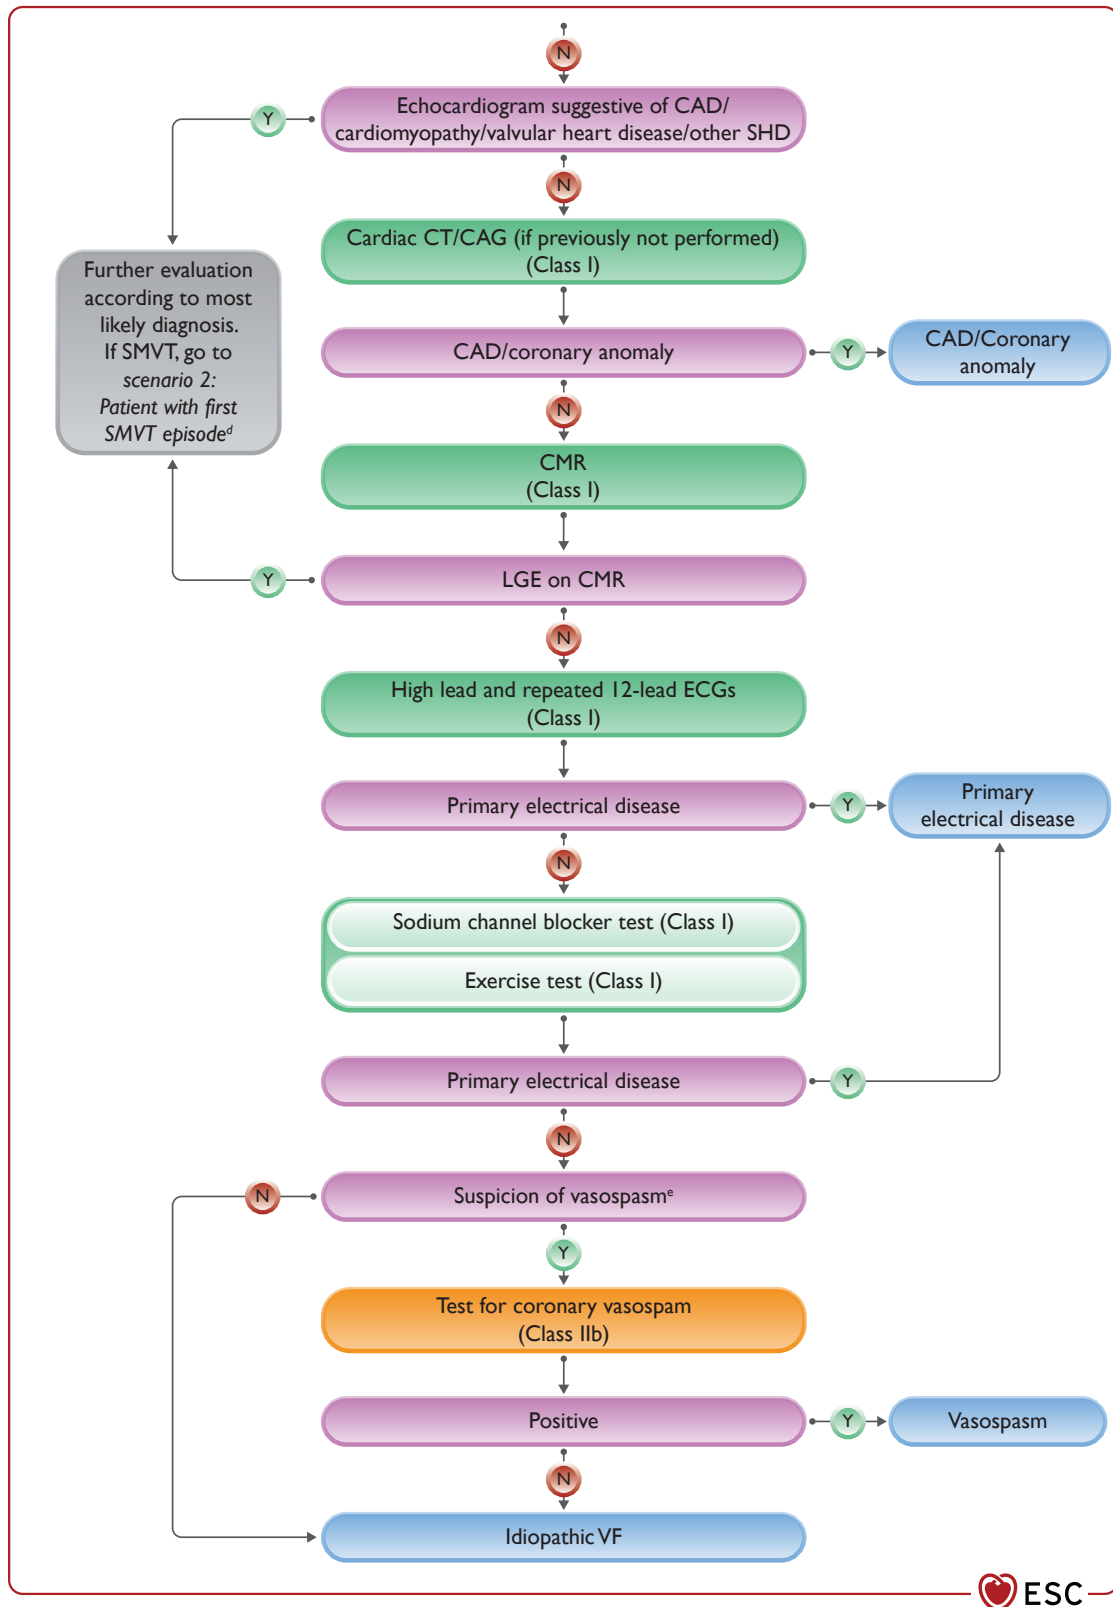 N
Echocardiogram suggestive of CAD/
cardiomyopathy/valvular heart disease/other SHD
Y
N
Cardiac CT/CAG (if previously not performed)
(Class I)
Further evaluation
according to most
likely diagnosis.
If SMVT, go to
scenario 2:
Patient with first
SMVT episodeᵈ
CAD/coronary anomaly
Y
CAD/Coronary
anomaly
N
CMR
(Class I)
LGE on CMR
Y
N
High lead and repeated 12-lead ECGs
(Class I)
Primary electrical disease
Y
Primary
electrical disease
N
Sodium channel blocker test (Class I)
Exercise test (Class I)
Primary electrical disease
Y
N
Suspicion of vasospasmᵉ
N
Y
Test for coronary vasospam
(Class IIb)
Positive
Y
Vasospasm
N
Idiopathic VF
ESC